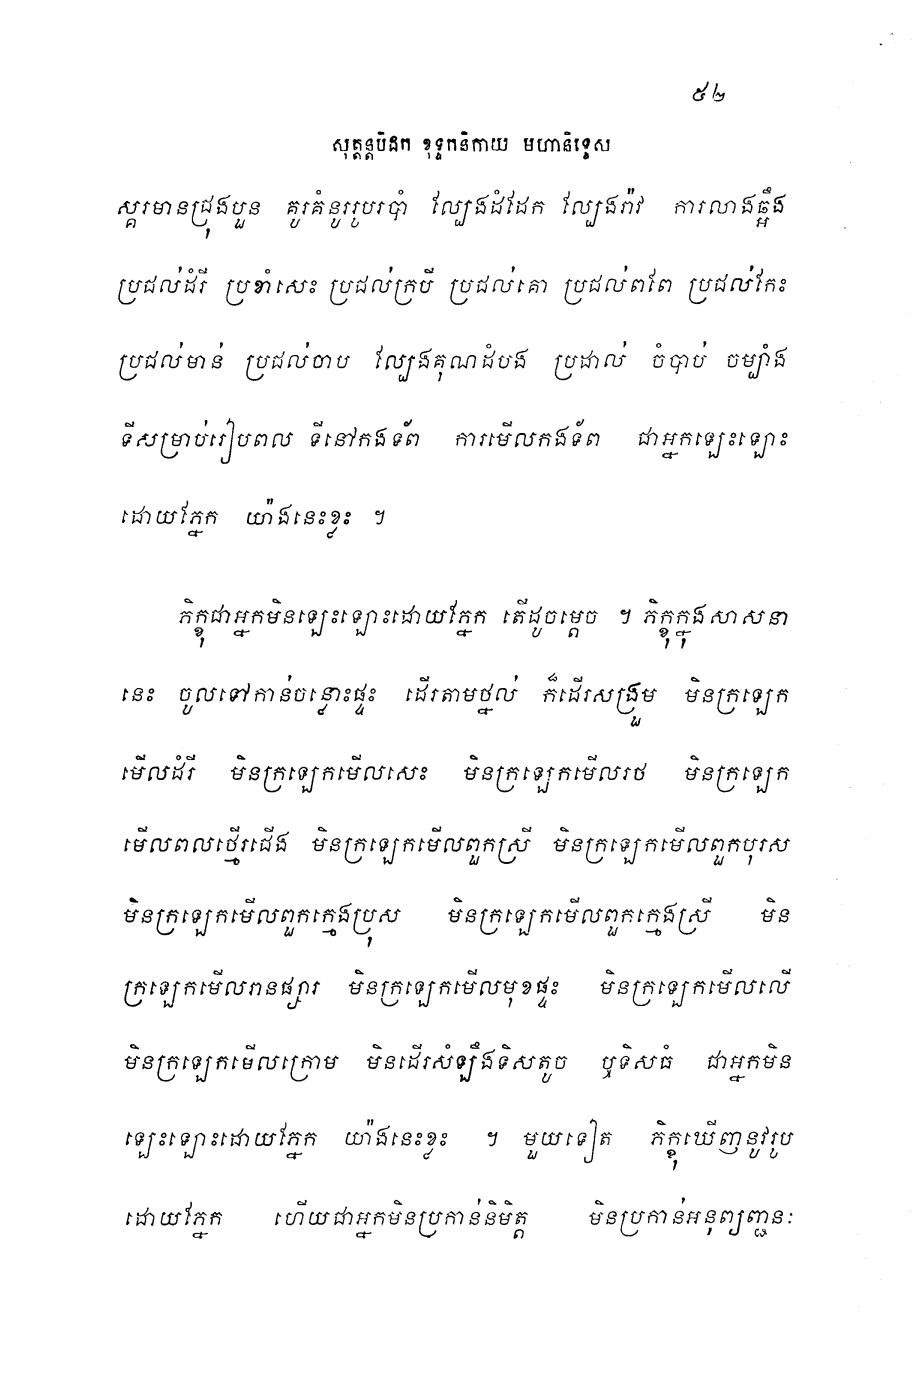 ៥២
សុត្តន្តបិដក ខុទ្ទកនិកាយ មហានិទ្ទេស
ស្គរមានជ្រុងបួន គូរគំនូររូបរបាំ ល្បែងដំដែក ល្បែងវ៉ាវ ការលាងឆ្អឹង
ប្រជល់ដំរី ប្រខាំសេះ ប្រជល់ក្របី ប្រជល់គោ ប្រជល់ពពែ ប្រជល់កែះ
ប្រជល់មាន់ ប្រជល់ចាប ល្បែងគុណដំបង ប្រដាល់ ចំបាប់ ចម្បាំង
ទីសម្រាប់រៀបពល ទីនៅកងទ័ព ការមើលកងទ័ព ជាអ្នកឡេះឡោះ
ដោយភ្នែក យ៉ាងនេះខ្លះ ។
ភិក្ខុជាអ្នកមិនឡេះឡោះដោយភ្នែក តើដូចម្តេច ។ ភិក្ខុក្នុងសាសនា
នេះ ចូលទៅកាន់ចន្លោះផ្ទះ ដើរតាមថ្នល់ ក៏ដើរសង្រួម មិនក្រឡេក
មើលដំរី មិនក្រឡេកមើលសេះ មិនក្រឡេកមើលរថ មិនក្រឡេក
មើលពលថ្មើរជើង មិនក្រឡេកមើលពួកស្រី មិនក្រឡេកមើលពួកបុរស
មិនក្រឡេកមើលពួកក្មេងប្រុស មិនក្រឡេកមើលពួកក្មេងស្រី មិន
ក្រឡេកមើលរានផ្សារ មិនក្រឡេកមើលមុខផ្ទះ មិនក្រឡេកមើលលើ
មិនក្រឡេកមើលក្រោម មិនដើរសំឡឹងទិសតូច ឬទិសធំ ជាអ្នកមិន
ឡេះឡោះដោយភ្នែក យ៉ាងនេះខ្លះ ។ មួយទៀត ភិក្ខុឃើញនូវរូប
ដោយភ្នែក ហើយជាអ្នកមិនប្រកាន់និមិត្ត មិនប្រកាន់អនុព្យញ្ជនៈ